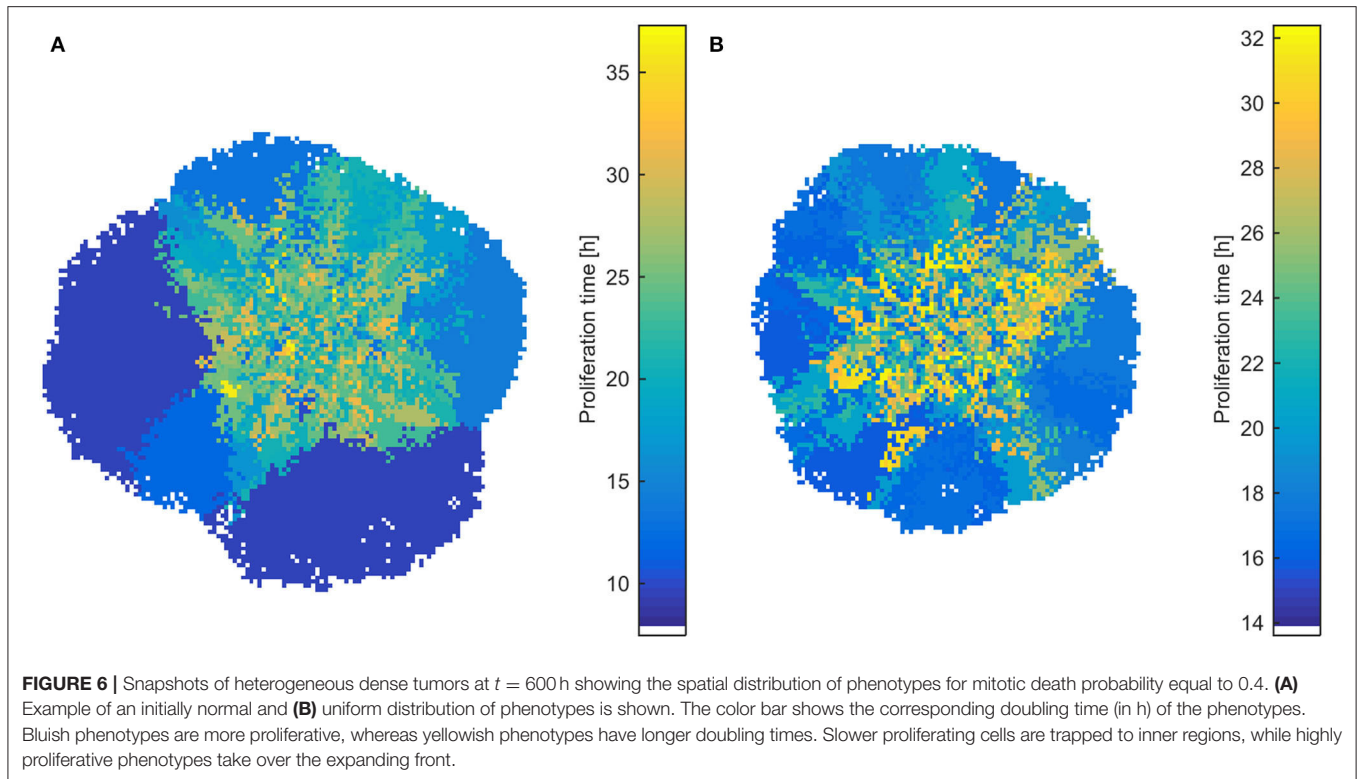 A
35
30
25
20
15
10
Proliferation time [h]
B
32
30
28
26
24
22
20
18
16
14
Proliferation time [h]
FIGURE 6 | Snapshots of heterogeneous dense tumors at t = 600 h showing the spatial distribution of phenotypes for mitotic death probability equal to 0.4. (A)
Example of an initially normal and (B) uniform distribution of phenotypes is shown. The color bar shows the corresponding doubling time (in h) of the phenotypes.
Bluish phenotypes are more proliferative, whereas yellowish phenotypes have longer doubling times. Slower proliferating cells are trapped to inner regions, while highly
proliferative phenotypes take over the expanding front.